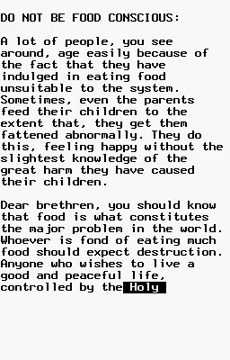 DO NOT BE FOOD CONSCIOUS:
A lot of people, you see
around, age easily because of
the fact that they have
indulged in eating food
unsuitable to the system.
Sometimes, even the parents
feed their children to the
extent that, they get them
fattened abnormally. They do
this, feeling happy without the
slightest knowledge of the
great harm they have caused
their children.
Dear brethren, you should know
that food is what constitutes
the major problem in the world.
Whoever is fond of eating much
food should expect destruction.
Anyone who wishes to live a
good and peaceful life,
controlled by the Holy